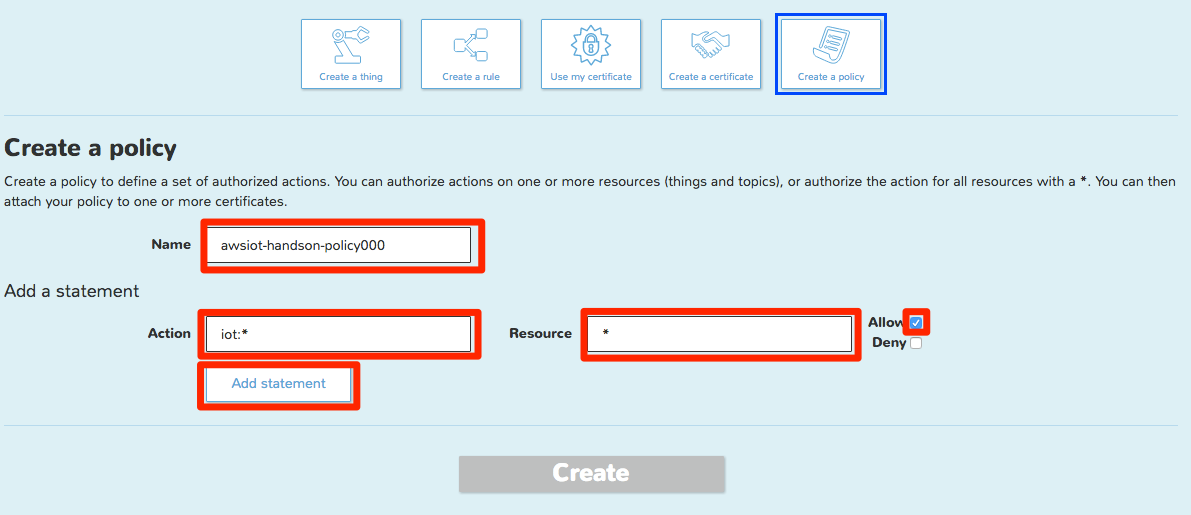 Create a thing
Create a rule
Use my certificate
Create a certificate
Create a policy
Create a policy
Create a policy to define a set of authorized actions. You can authorize actions on one or more resources (things and topics), or authorize the action for all resources with a *. You can then
attach your policy to one or more certificates.
Name
awsiot-handson-policy000
Add a statement
Action
iot:*
Resource
*
Allow
Deny
Add statement
Create